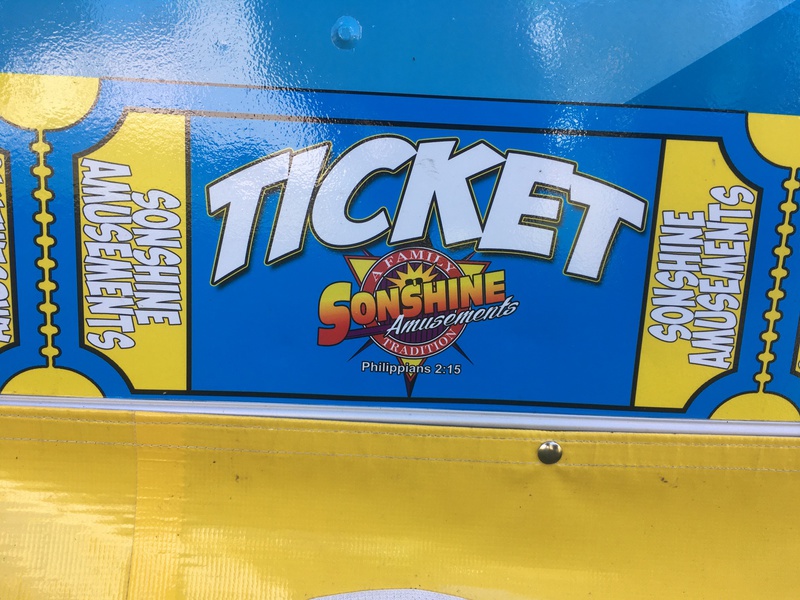 TICKET
SONSHINE
AMUSEMENTS
A FAMILY
SONSHINE
Amusements
TRADITION
Philippians 2:15
SONSHINE
AMUSEMENTS